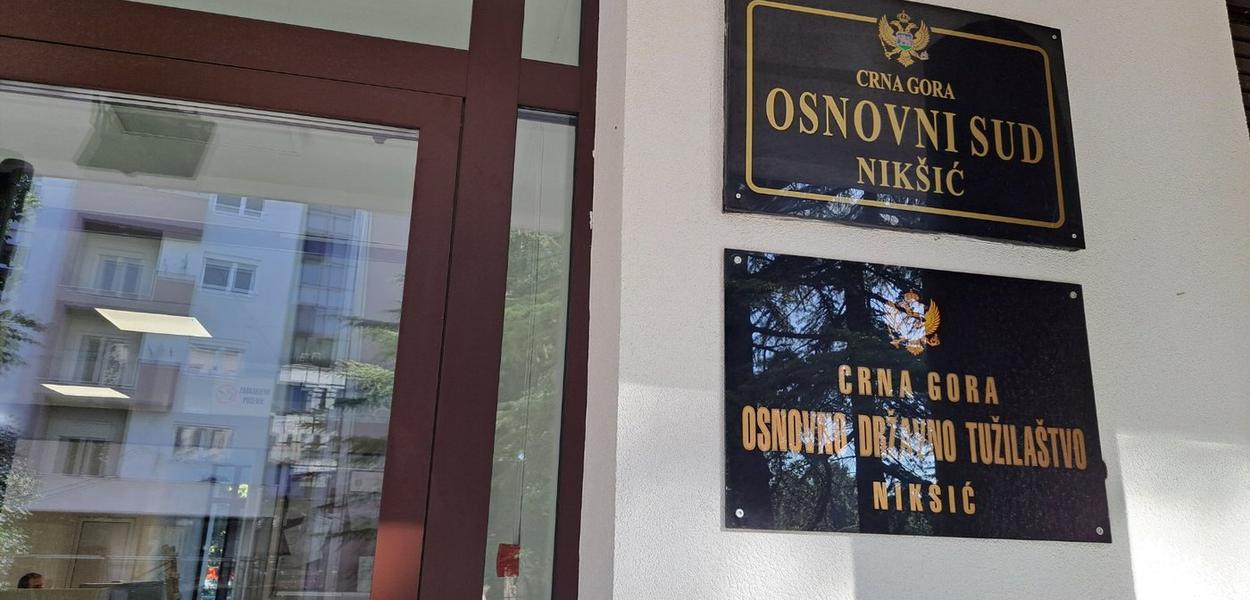 CRNA GORA
OSNOVNI SUD
NIKŠIĆ
CRNA GORA
OSNOVNO DRŽAVNO TUŽILAŠTVO
NIKŠIĆ